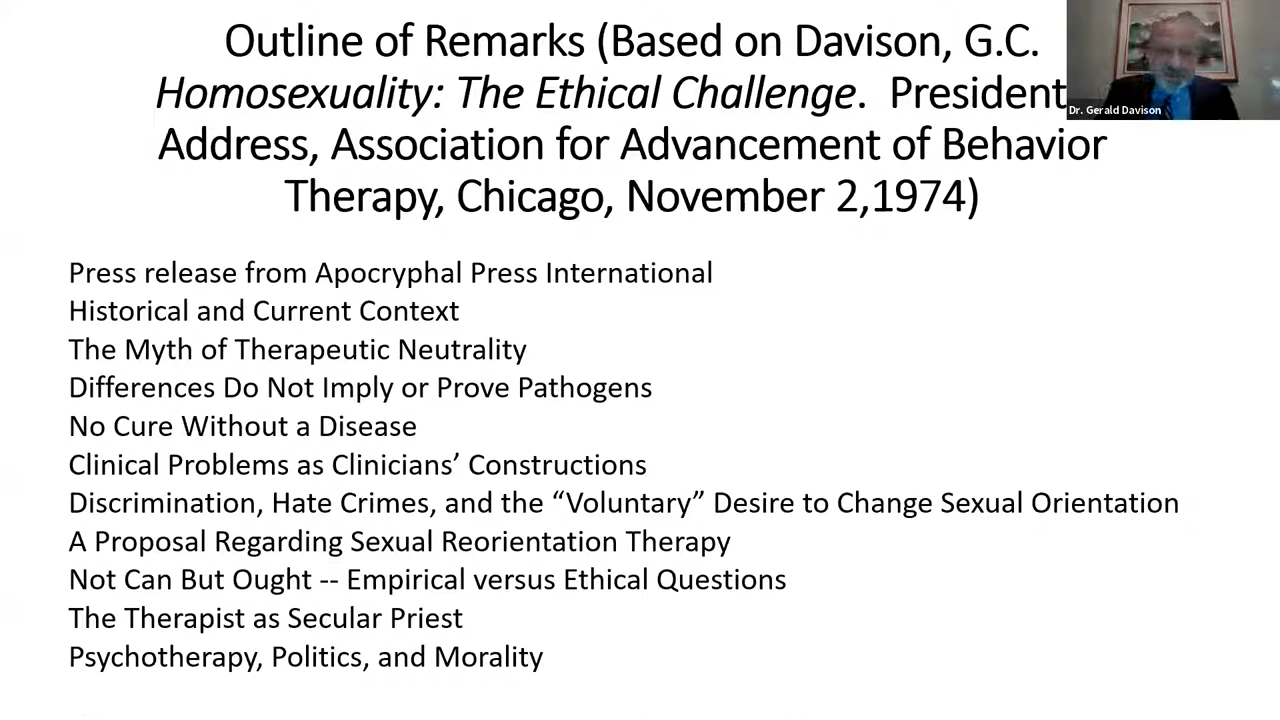 Outline of Remarks (Based on Davison, G.C.
Homosexuality: The Ethical Challenge. President
Address, Association for Advancement of Behavior
Therapy, Chicago, November 2,1974)
Dr. Gerald Davison
Press release from Apocryphal Press International
Historical and Current Context
The Myth of Therapeutic Neutrality
Differences Do Not Imply or Prove Pathogens
No Cure Without a Disease
Clinical Problems as Clinicians’ Constructions
Discrimination, Hate Crimes, and the “Voluntary” Desire to Change Sexual Orientation
A Proposal Regarding Sexual Reorientation Therapy
Not Can But Ought -- Empirical versus Ethical Questions
The Therapist as Secular Priest
Psychotherapy, Politics, and Morality